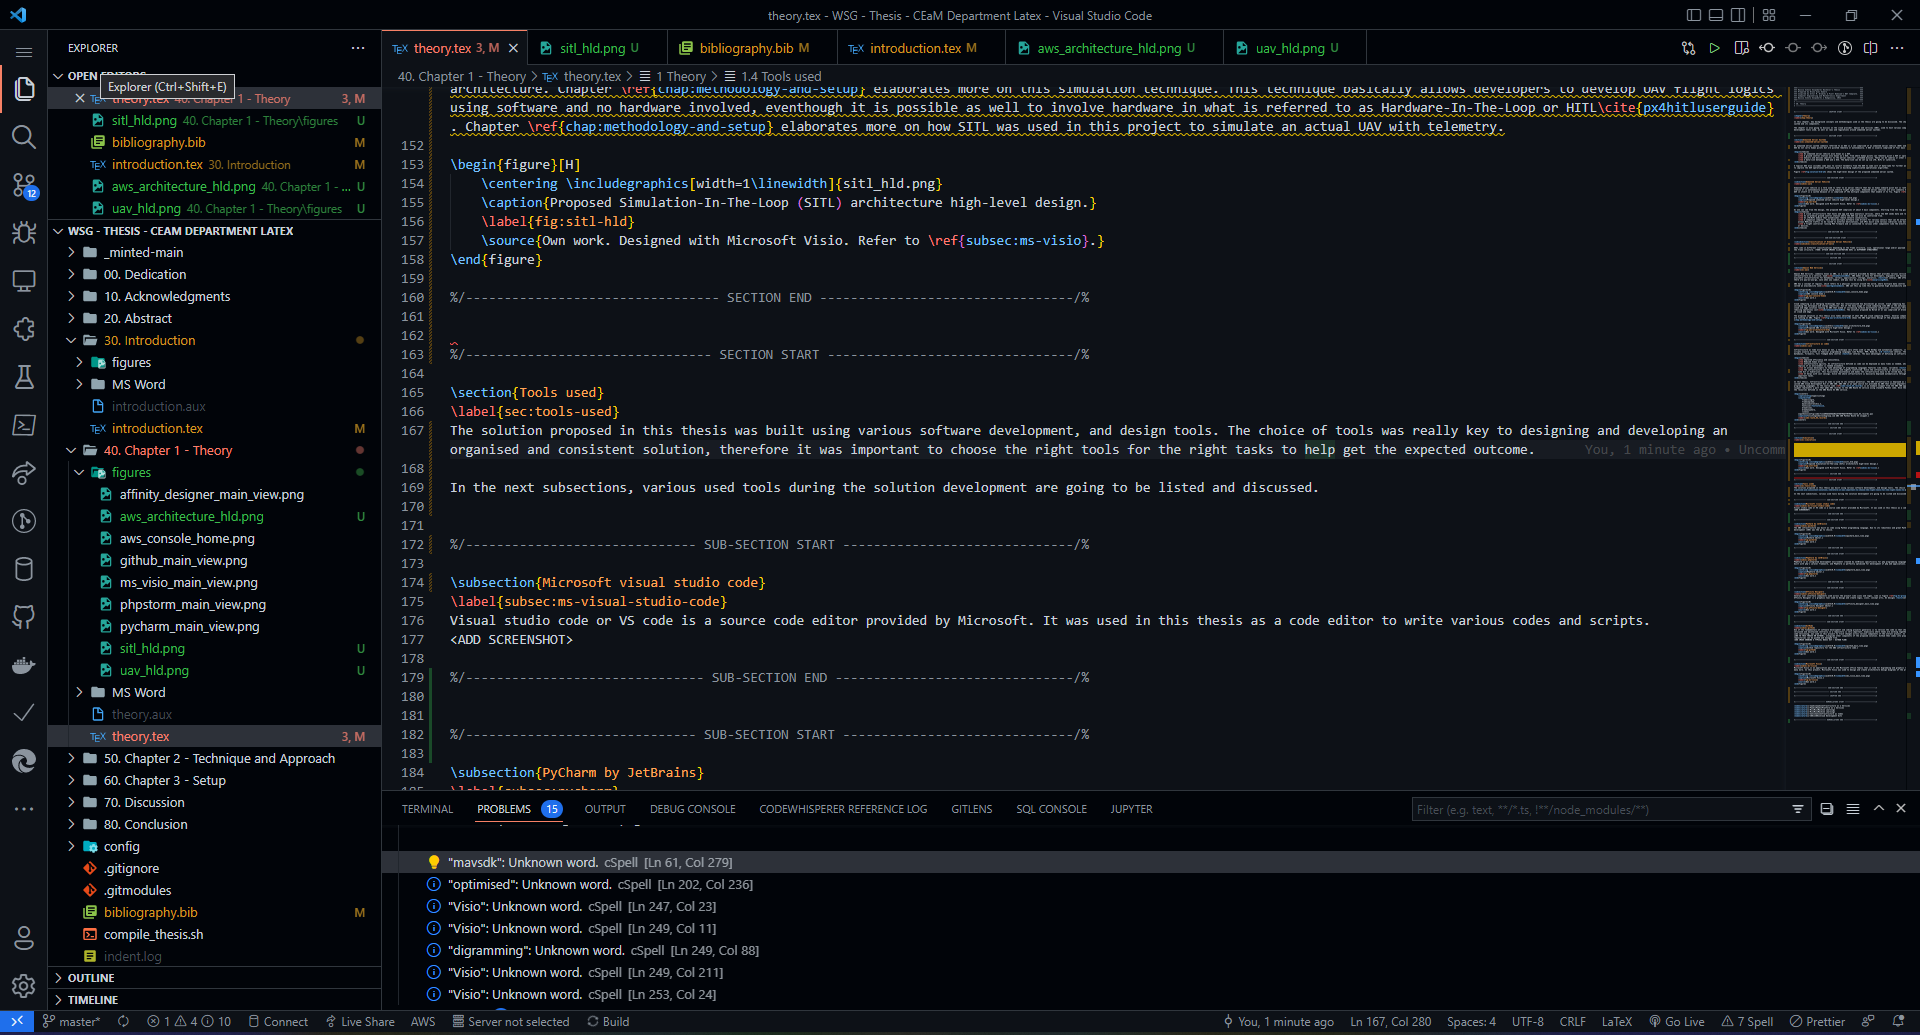 theory.tex - WSG - Thesis - CEaM Department Latex - Visual Studio Code
EXPLORER
theory.tex 3, M
sitl_hld.png U
bibliography.bib M
introduction.tex M
aws_architecture_hld.png U
uav_hld.png U
OPEN EDITORS
Explorer (Ctrl+Shift+E)
theory.tex 40. Chapter 1 - Theory 3, M
sitl_hld.png 40. Chapter 1 - Theory\figures U
bibliography.bib M
introduction.tex 30. Introduction M
aws_architecture_hld.png 40. Chapter 1 - ... U
uav_hld.png 40. Chapter 1 - Theory\figures U
WSG - THESIS - CEAM DEPARTMENT LATEX
_minted-main
00. Dedication
10. Acknowledgments
20. Abstract
30. Introduction
figures
MS Word
introduction.aux
introduction.tex M
40. Chapter 1 - Theory
figures
affinity_designer_main_view.png
aws_architecture_hld.png U
aws_console_home.png
github_main_view.png
ms_visio_main_view.png
phpstorm_main_view.png
pycharm_main_view.png
sitl_hld.png U
uav_hld.png U
MS Word
theory.aux
theory.tex 3, M
50. Chapter 2 - Technique and Approach
60. Chapter 3 - Setup
70. Discussion
80. Conclusion
config
.gitignore
.gitmodules
bibliography.bib M
compile_thesis.sh
indent.log
OUTLINE
TIMELINE
40. Chapter 1 - Theory > theory.tex > 1 Theory > 1.4 Tools used
architecture. Chapter \ref{chap:methodology-and-setup} elaborates more on this simulation technique. This technique basically allows developers to develop UAV flight logics
using software and no hardware involved, eventhough it is possible as well to involve hardware in what is referred to as Hardware-In-The-Loop or HITL\cite{px4hitluserguide}
. Chapter \ref{chap:methodology-and-setup} elaborates more on how SITL was used in this project to simulate an actual UAV with telemetry.
152
153 \begin{figure}[H]
154 \centering \includegraphics[width=1\linewidth]{sitl_hld.png}
155 \caption{Proposed Simulation-In-The-Loop (SITL) architecture high-level design.}
156 \label{fig:sitl-hld}
157 \source{Own work. Designed with Microsoft Visio. Refer to \ref{subsec:ms-visio}.}
158 \end{figure}
159
160 %/--------------------------------- SECTION END ---------------------------------/%
161
162
163 %/-------------------------------- SECTION START --------------------------------/%
164
165 \section{Tools used}
166 \label{sec:tools-used}
167 The solution proposed in this thesis was built using various software development, and design tools. The choice of tools was really key to designing and developing an
organised and consistent solution, therefore it was important to choose the right tools for the right tasks to help get the expected outcome. You, 1 minute ago • Uncomm
168
169 In the next subsections, various used tools during the solution development are going to be listed and discussed.
170
171
172 %/------------------------------ SUB-SECTION START ------------------------------/%
173
174 \subsection{Microsoft visual studio code}
175 \label{subsec:ms-visual-studio-code}
176 Visual studio code or VS code is a source code editor provided by Microsoft. It was used in this thesis as a code editor to write various codes and scripts.
177 <ADD SCREENSHOT>
178
179 %/------------------------------- SUB-SECTION END -------------------------------/%
180
181
182 %/------------------------------ SUB-SECTION START ------------------------------/%
183
184 \subsection{PyCharm by JetBrains}
TERMINAL PROBLEMS 15 OUTPUT DEBUG CONSOLE CODEWHISPERER REFERENCE LOG GITLENS SQL CONSOLE JUPYTER
Filter (e.g. text, **/*.ts, !**/node_modules/**)
"mavsdk": Unknown word. cSpell [Ln 61, Col 279]
"optimised": Unknown word. cSpell [Ln 202, Col 236]
"Visio": Unknown word. cSpell [Ln 247, Col 23]
"Visio": Unknown word. cSpell [Ln 249, Col 11]
"digramming": Unknown word. cSpell [Ln 249, Col 88]
"Visio": Unknown word. cSpell [Ln 249, Col 211]
"Visio": Unknown word. cSpell [Ln 253, Col 24]
12
master* 1 4 10 Connect Live Share AWS Server not selected Build
You, 1 minute ago Ln 167, Col 280 Spaces: 4 UTF-8 CRLF LaTeX Go Live 7 Spell Prettier